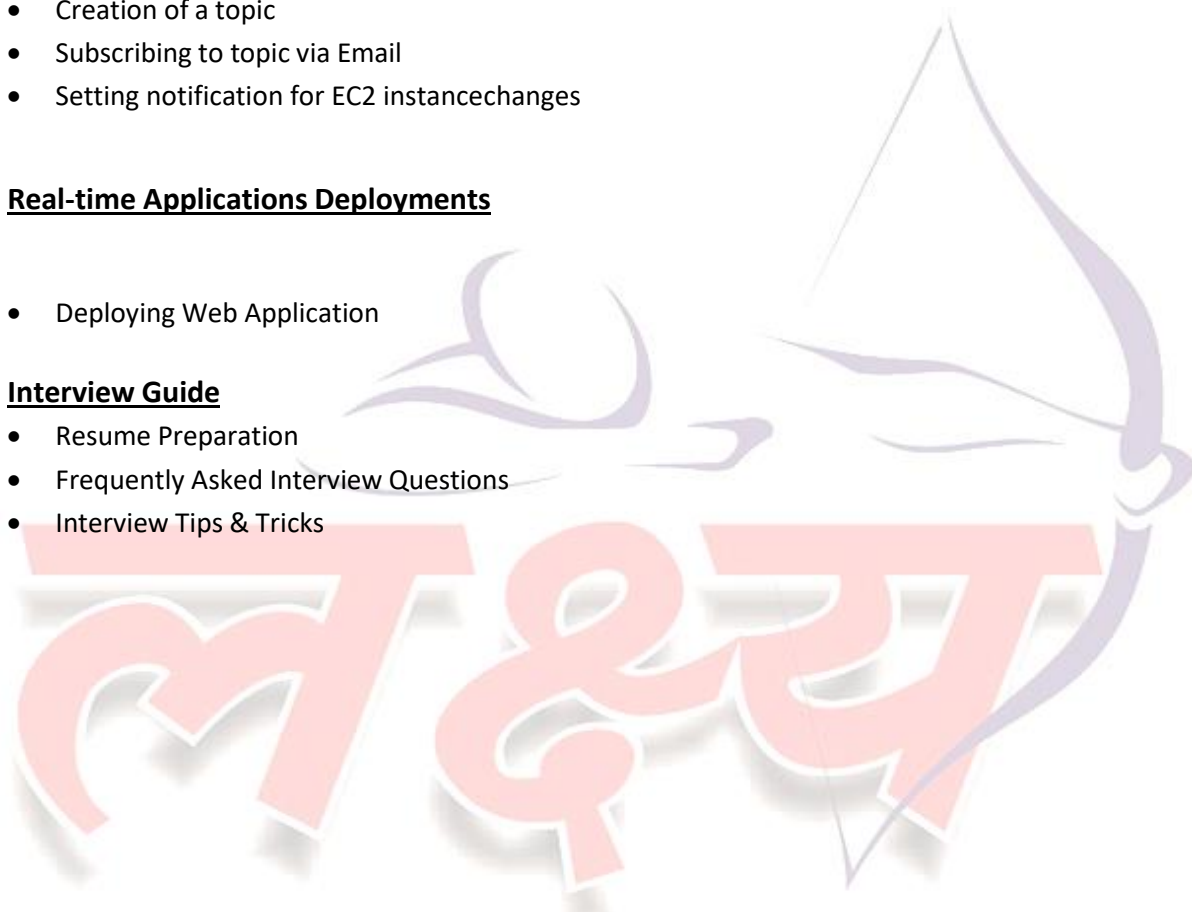 • Creation of a topic
• Subscribing to topic via Email
• Setting notification for EC2 instancechanges
Real-time Applications Deployments
• Deploying Web Application
Interview Guide
• Resume Preparation
• Frequently Asked Interview Questions
• Interview Tips & Tricks
लक्ष्य